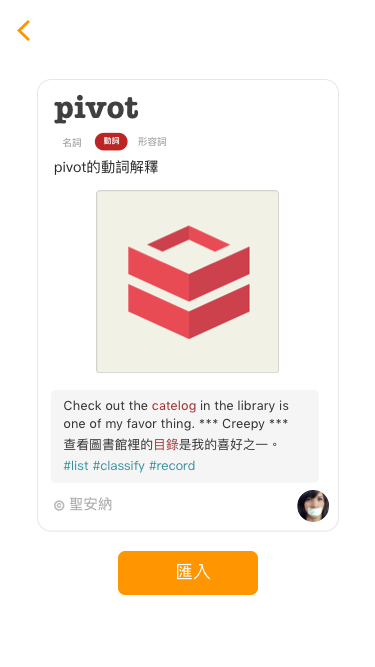 pivot
名詞 動詞 形容詞
pivot的動詞解釋
Check out the catelog in the library is
one of my favor thing. *** Creepy ***
查看圖書館裡的目錄是我的喜好之一。
#list #classify #record
聖安納
匯入